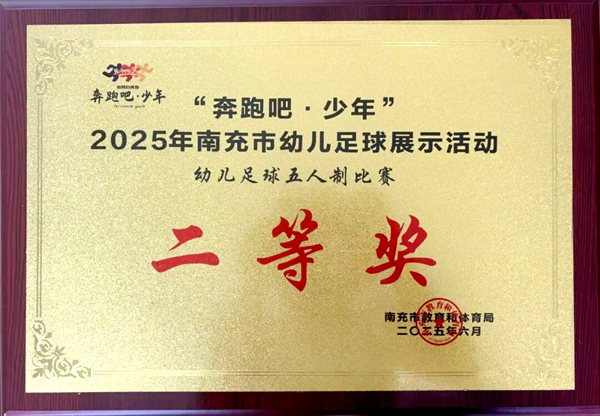 奔跑吧·少年
“奔跑吧·少年”
2025年南充市幼儿足球展示活动
幼儿足球五人制比赛
二等奖
南充市教育和体育局
二〇二五年六月